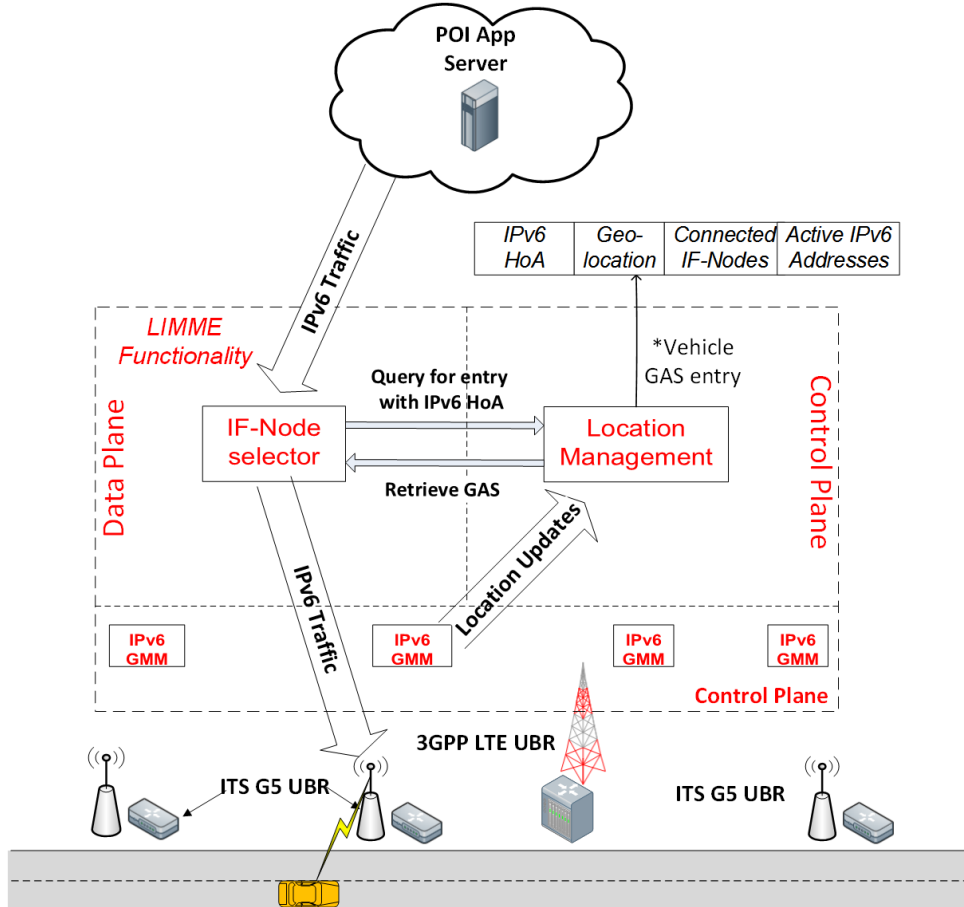 POI App
Server
IPv6 Traffic
IPv6
HoA
Geo-
location
Connected
IF-Nodes
Active IPv6
Addresses
LIMME
Functionality
*Vehicle
GAS entry
Query for entry
with IPv6 HoA
Data Plane
IF-Node
selector
Location
Management
Control Plane
Retrieve GAS
Location Updates
IPv6 Traffic
IPv6
GMM
IPv6
GMM
IPv6
GMM
IPv6
GMM
Control Plane
3GPP LTE UBR
ITS G5 UBR
ITS G5 UBR